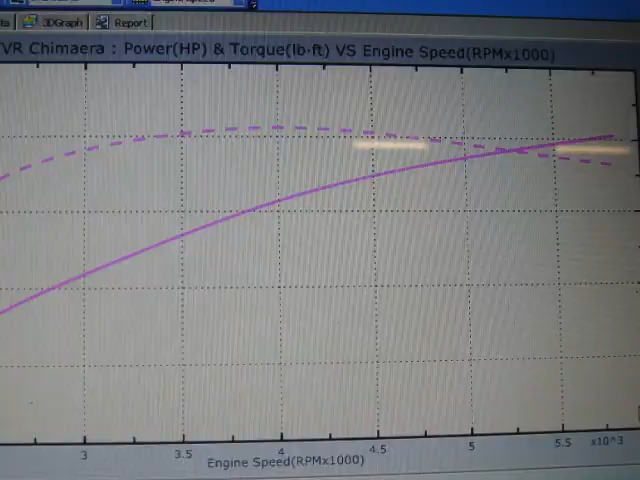 3DGraph Report
VR Chimaera : Power(HP) & Torque(lb·ft) VS Engine Speed(RPMx1000)
3 3.5 4 4.5 5 5.5 x10^3
Engine Speed(RPMx1000)